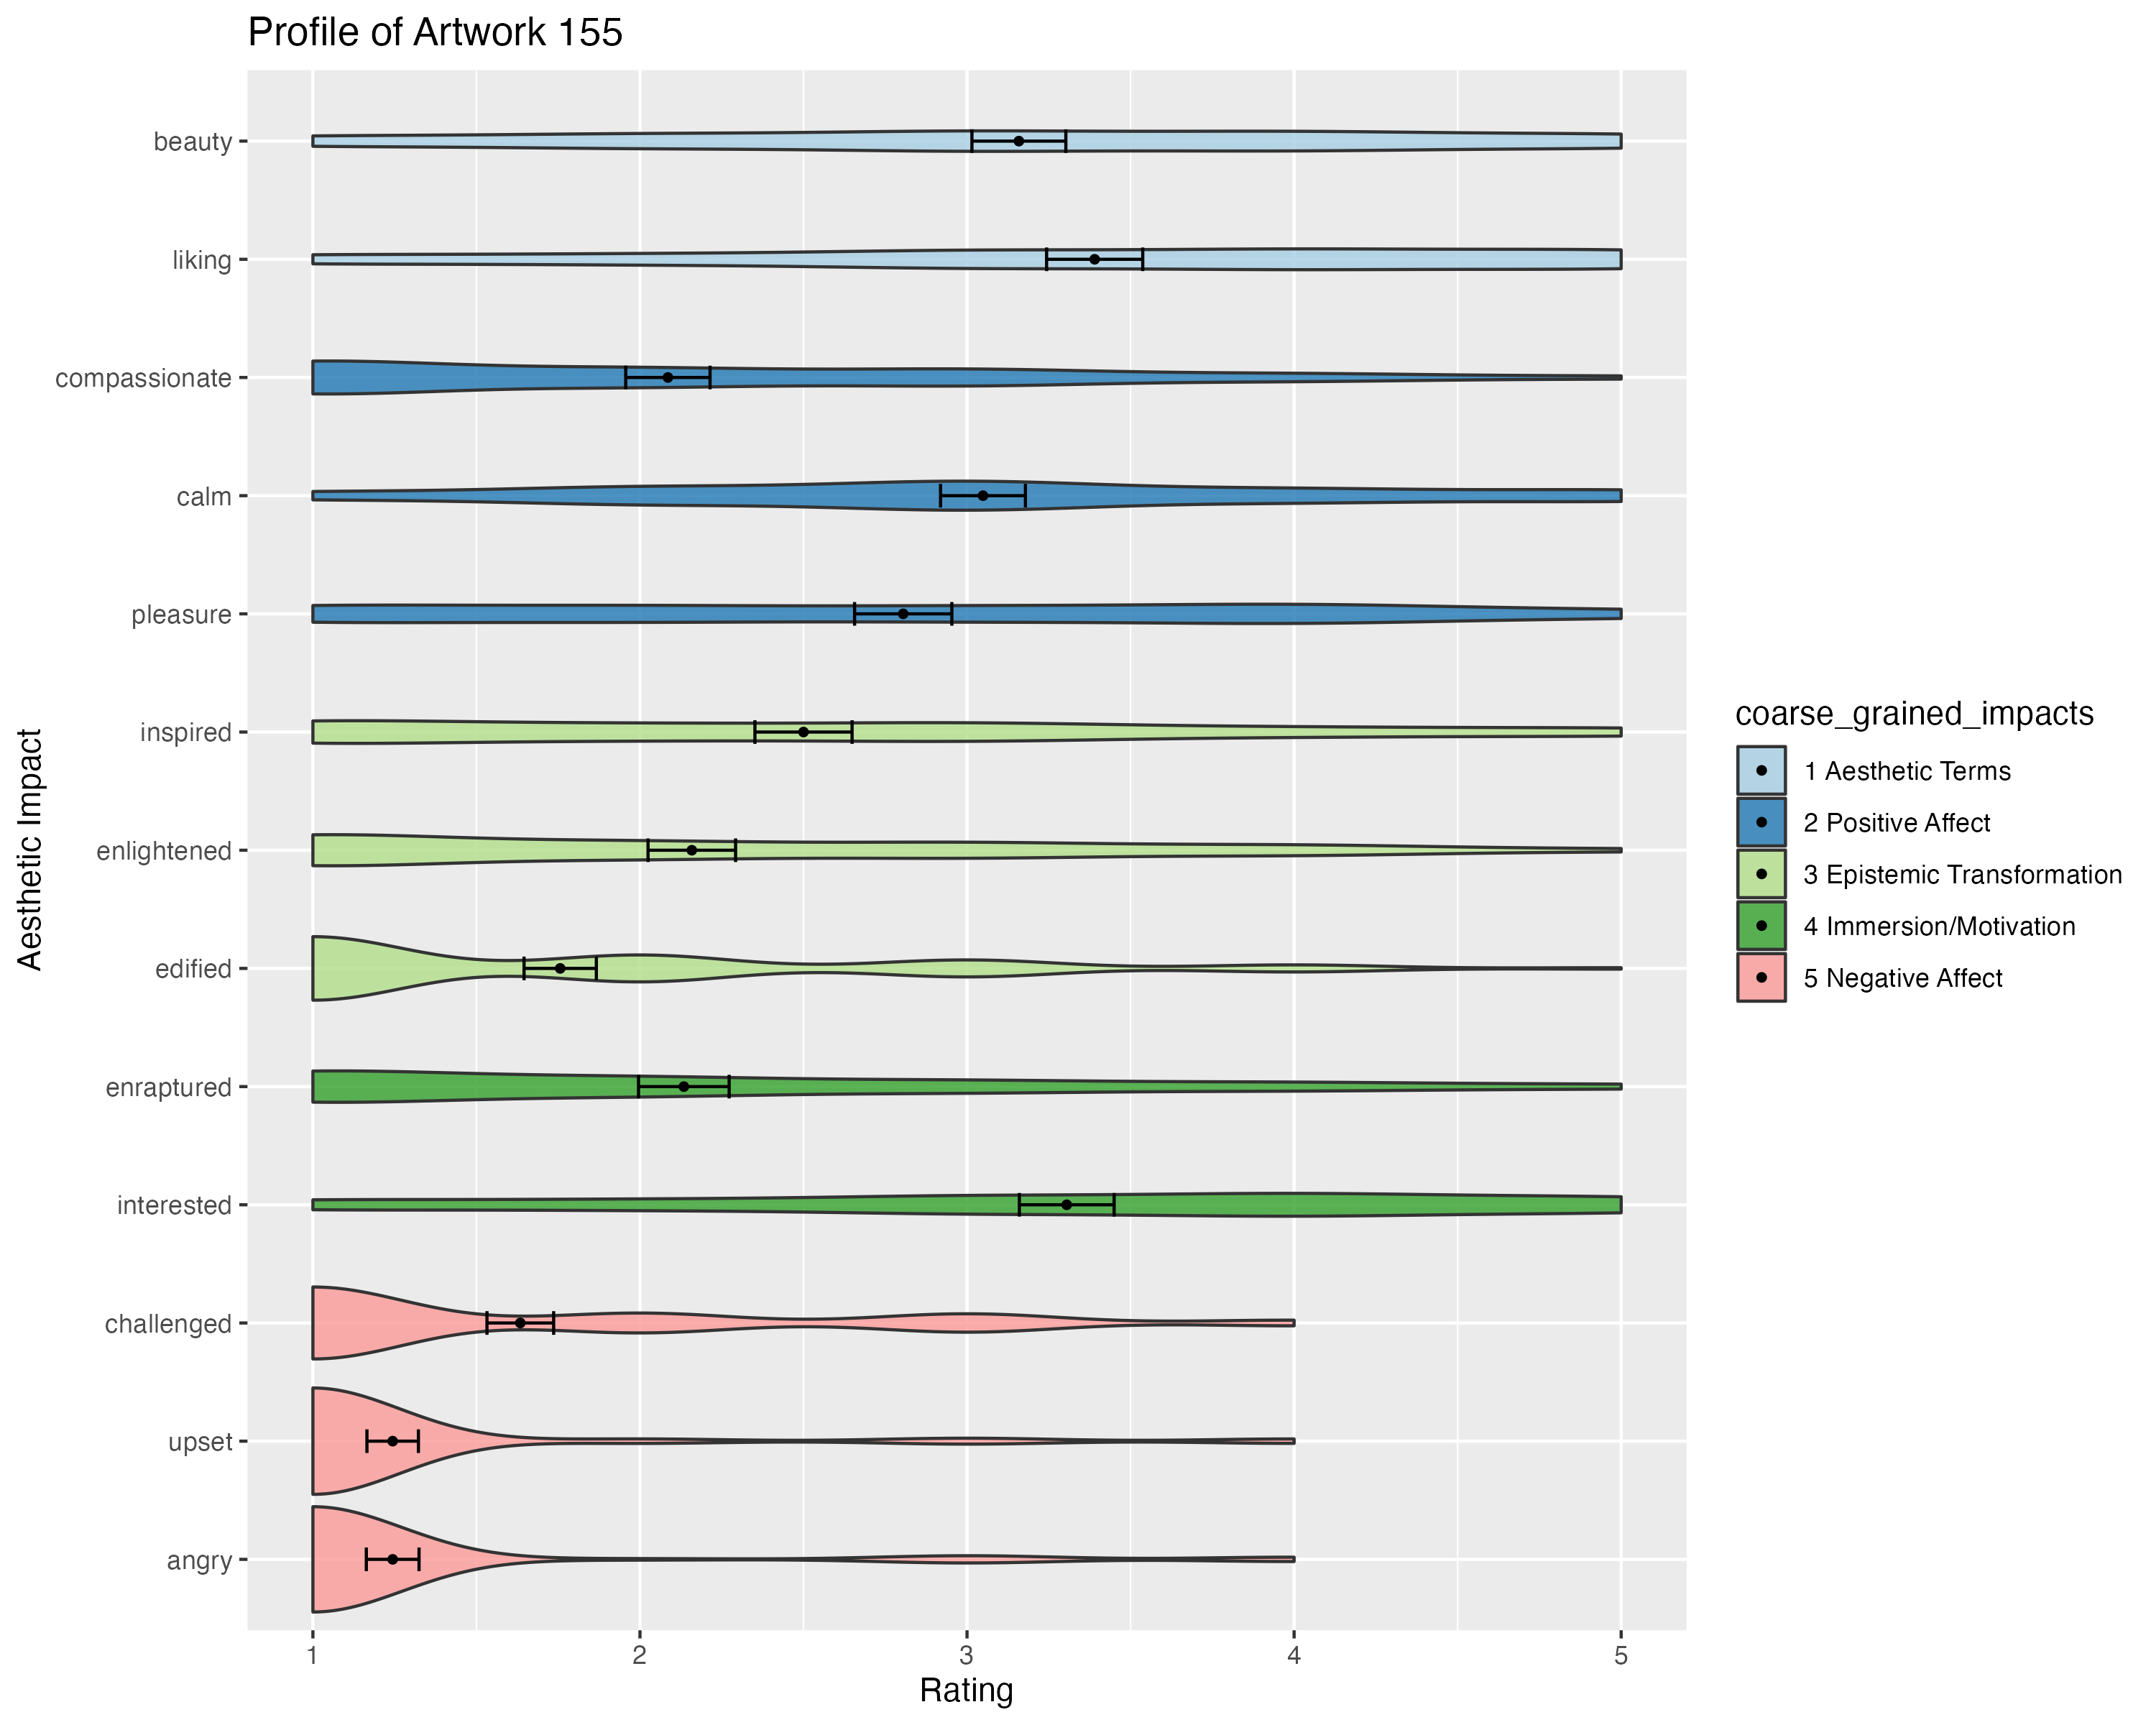 Profile of Artwork 155
Aesthetic Impact
beauty
liking
compassionate
calm
pleasure
inspired
enlightened
edified
enraptured
interested
challenged
upset
angry
1 2 3 4 5
Rating
coarse_grained_impacts
1 Aesthetic Terms
2 Positive Affect
3 Epistemic Transformation
4 Immersion/Motivation
5 Negative Affect